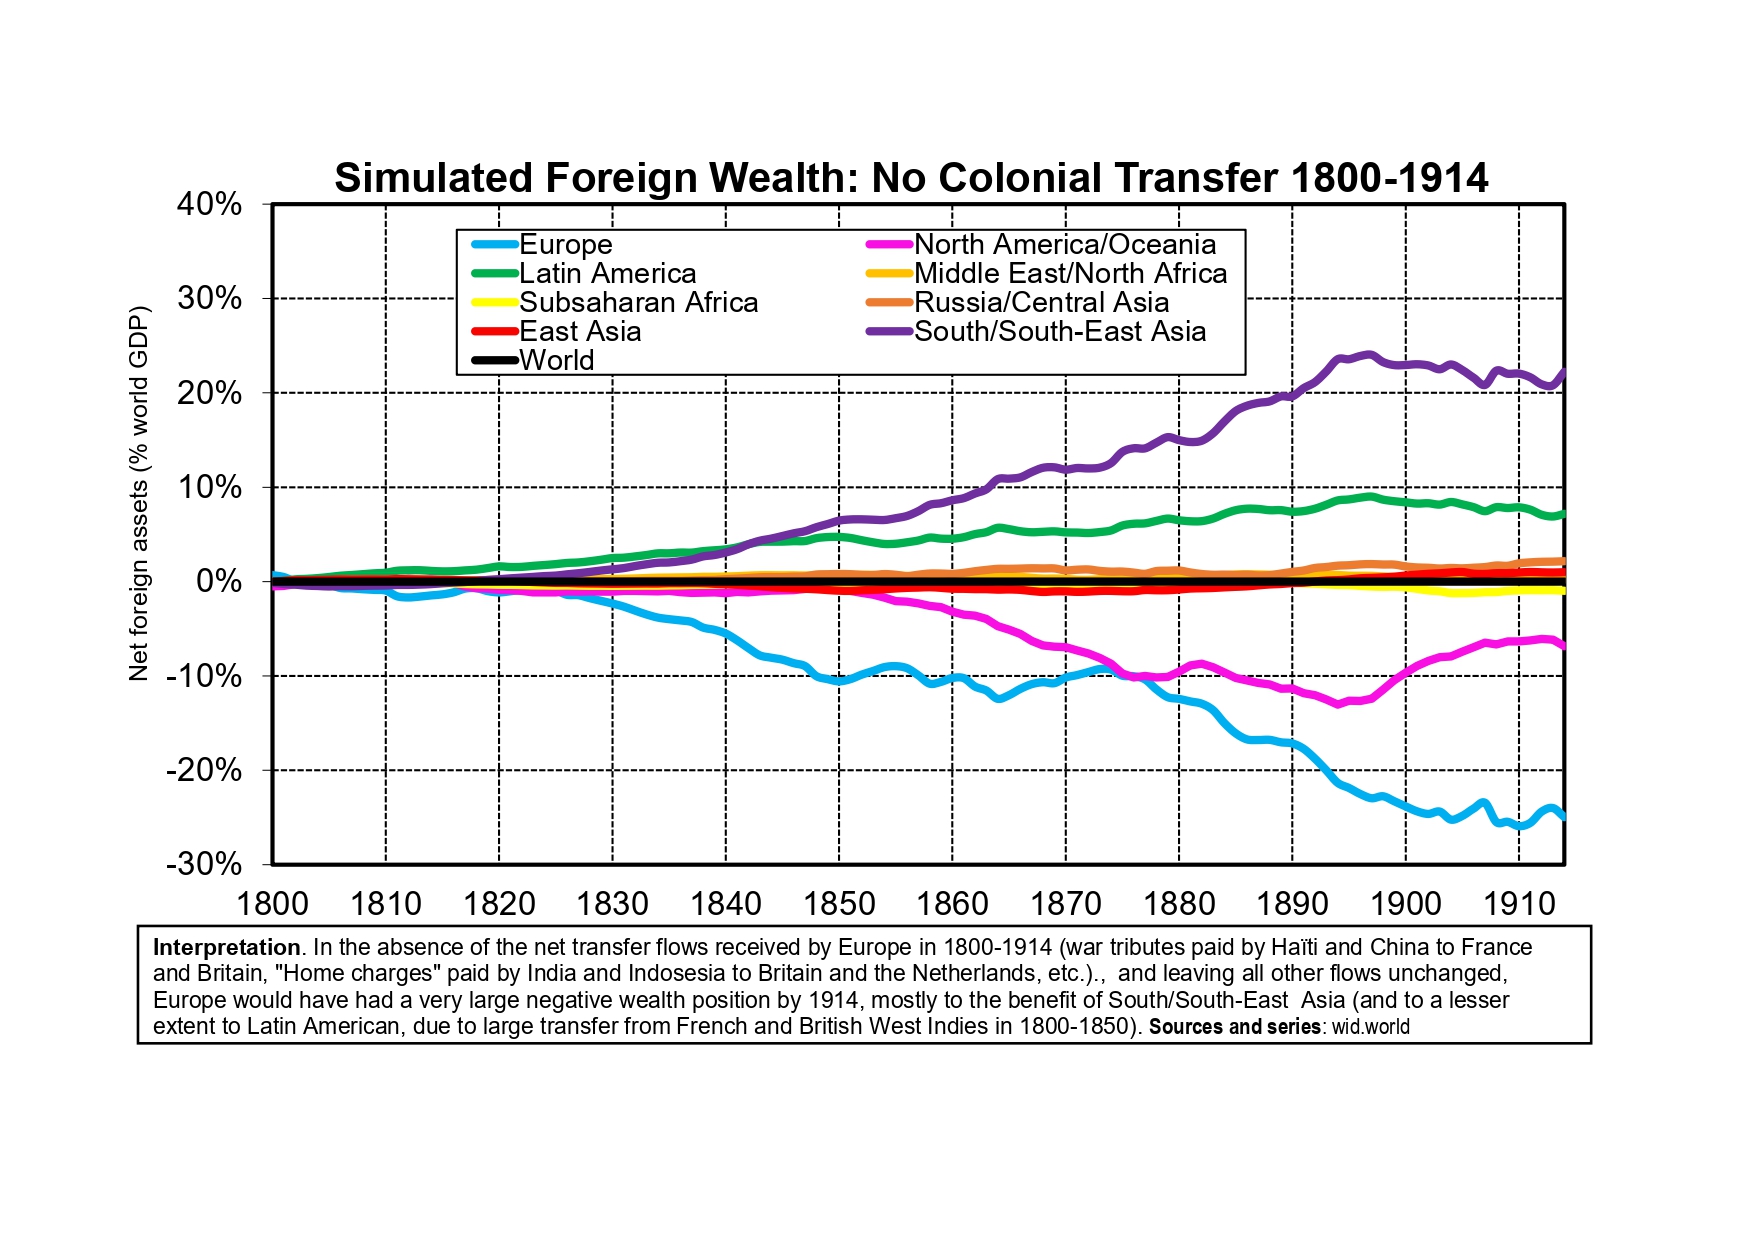 Simulated Foreign Wealth: No Colonial Transfer 1800-1914
40%
30%
20%
10%
0%
-10%
-20%
-30%
Net foreign assets (% world GDP)
Europe
North America/Oceania
Latin America
Middle East/North Africa
Subsaharan Africa
Russia/Central Asia
East Asia
South/South-East Asia
World
1800 1810 1820 1830 1840 1850 1860 1870 1880 1890 1900 1910
Interpretation. In the absence of the net transfer flows received by Europe in 1800-1914 (war tributes paid by Haïti and China to France
and Britain, "Home charges" paid by India and Indosesia to Britain and the Netherlands, etc.)., and leaving all other flows unchanged,
Europe would have had a very large negative wealth position by 1914, mostly to the benefit of South/South-East Asia (and to a lesser
extent to Latin American, due to large transfer from French and British West Indies in 1800-1850). Sources and series: wid.world